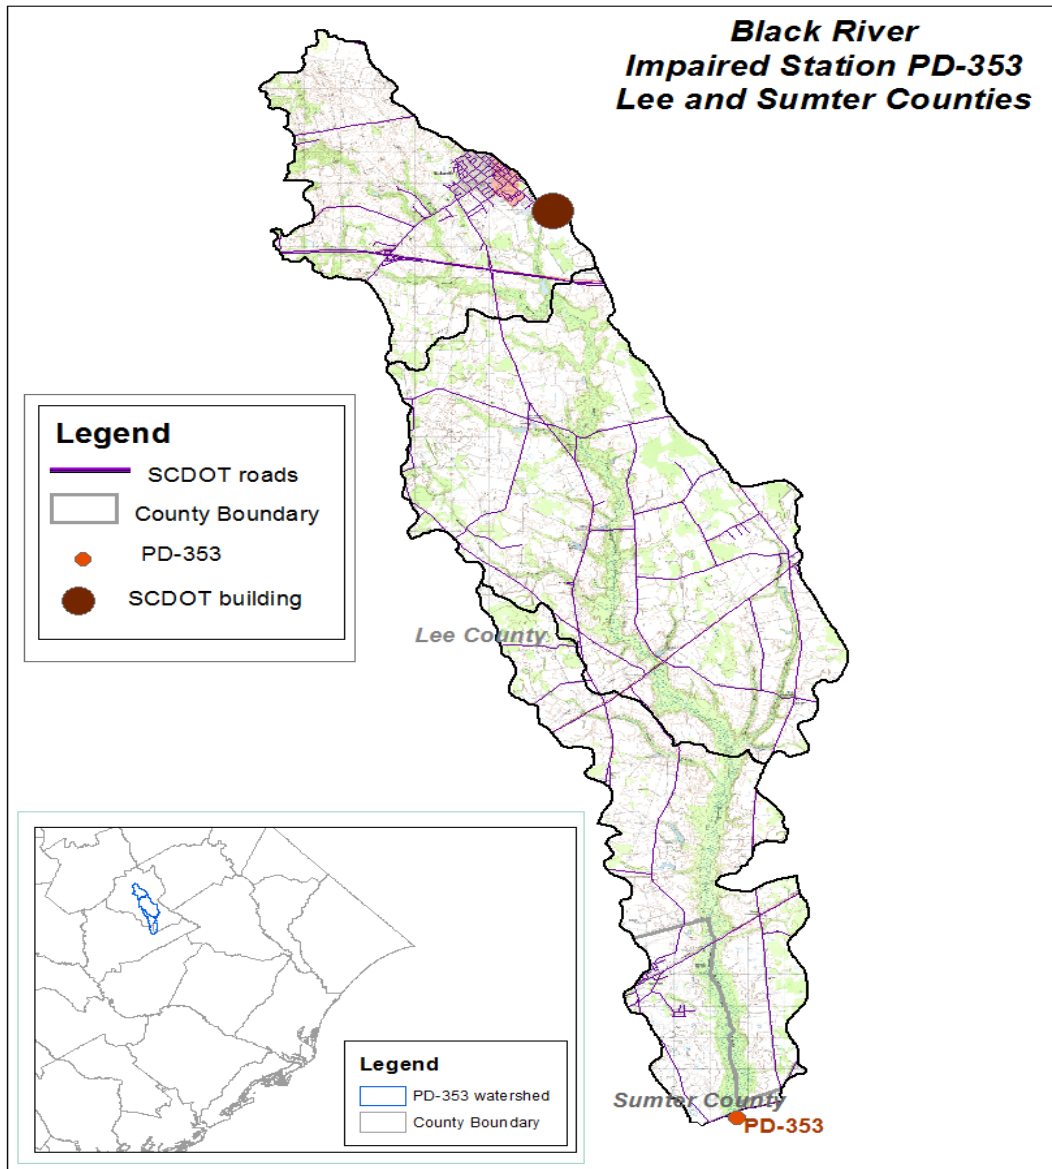 Black River
Impaired Station PD-353
Lee and Sumter Counties
Legend
SCDOT roads
County Boundary
PD-353
SCDOT building
Lee County
Sumter County
PD-353
Legend
PD-353 watershed
County Boundary